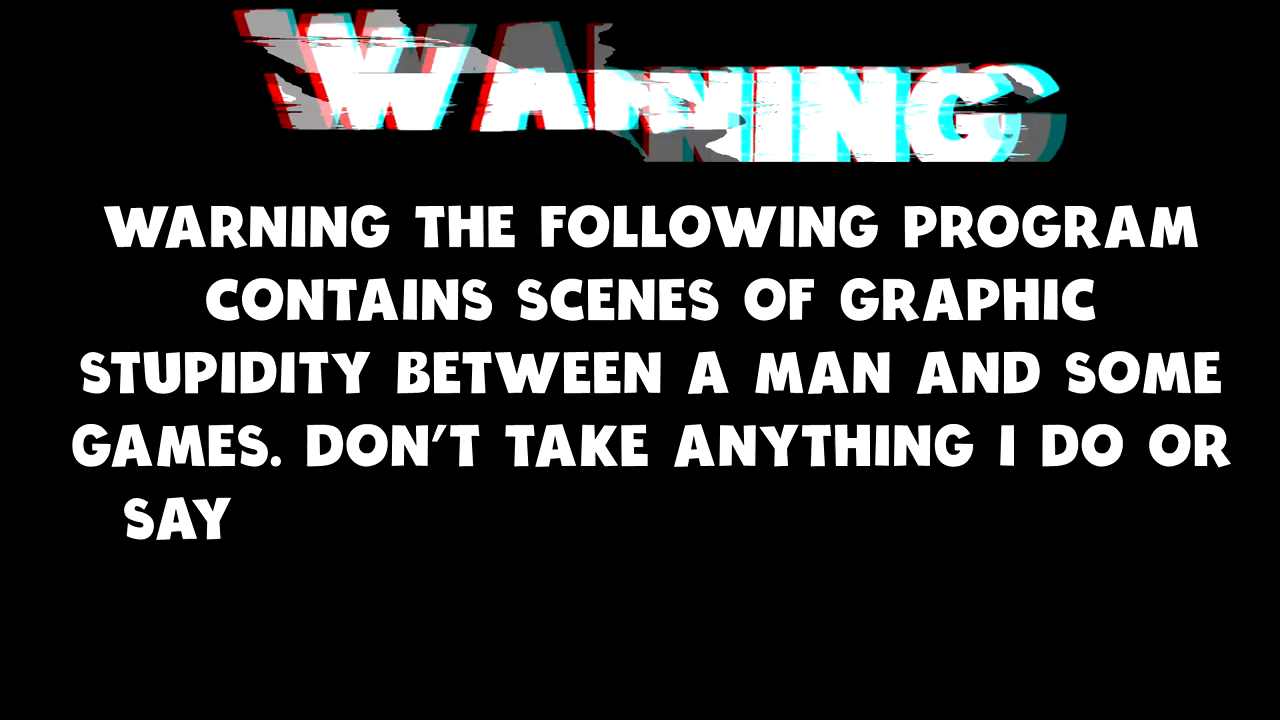 WARNING
WARNING THE FOLLOWING PROGRAM
CONTAINS SCENES OF GRAPHIC
STUPIDITY BETWEEN A MAN AND SOME
GAMES. DON'T TAKE ANYTHING I DO OR
SAY